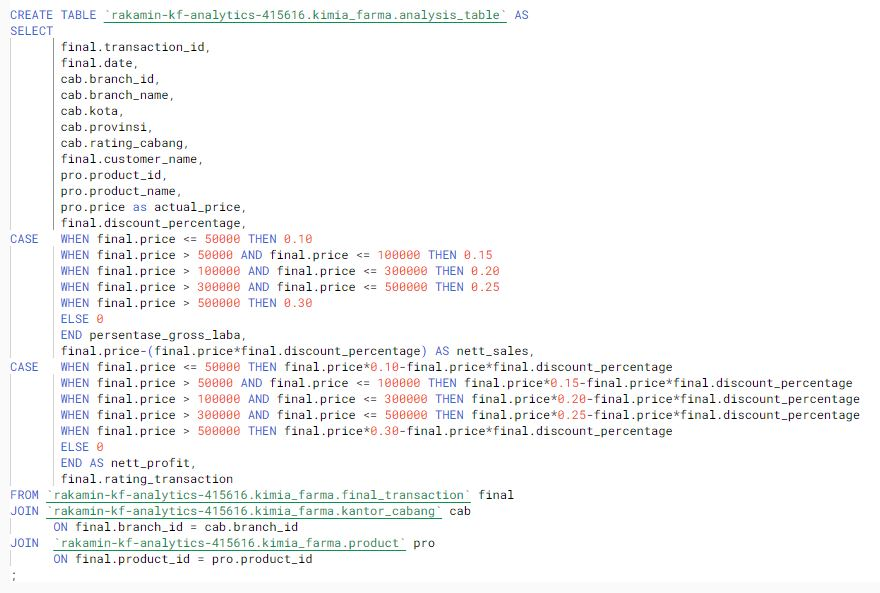 CREATE TABLE `rakamin-kf-analytics-415616.kimia_farma.analysis_table` AS
SELECT
final.transaction_id,
final.date,
cab.branch_id,
cab.branch_name,
cab.kota,
cab.provinsi,
cab.rating_cabang,
final.customer_name,
pro.product_id,
pro.product_name,
pro.price as actual_price,
final.discount_percentage,
CASE WHEN final.price <= 50000 THEN 0.10
WHEN final.price > 50000 AND final.price <= 100000 THEN 0.15
WHEN final.price > 100000 AND final.price <= 300000 THEN 0.20
WHEN final.price > 300000 AND final.price <= 500000 THEN 0.25
WHEN final.price > 500000 THEN 0.30
ELSE 0
END persentase_gross_laba,
final.price-(final.price*final.discount_percentage) AS nett_sales,
CASE WHEN final.price <= 50000 THEN final.price*0.10-final.price*final.discount_percentage
WHEN final.price > 50000 AND final.price <= 100000 THEN final.price*0.15-final.price*final.discount_percentage
WHEN final.price > 100000 AND final.price <= 300000 THEN final.price*0.20-final.price*final.discount_percentage
WHEN final.price > 300000 AND final.price <= 500000 THEN final.price*0.25-final.price*final.discount_percentage
WHEN final.price > 500000 THEN final.price*0.30-final.price*final.discount_percentage
ELSE 0
END AS nett_profit,
final.rating_transaction
FROM `rakamin-kf-analytics-415616.kimia_farma.final_transaction` final
JOIN `rakamin-kf-analytics-415616.kimia_farma.kantor_cabang` cab
ON final.branch_id = cab.branch_id
JOIN `rakamin-kf-analytics-415616.kimia_farma.product` pro
ON final.product_id = pro.product_id
;